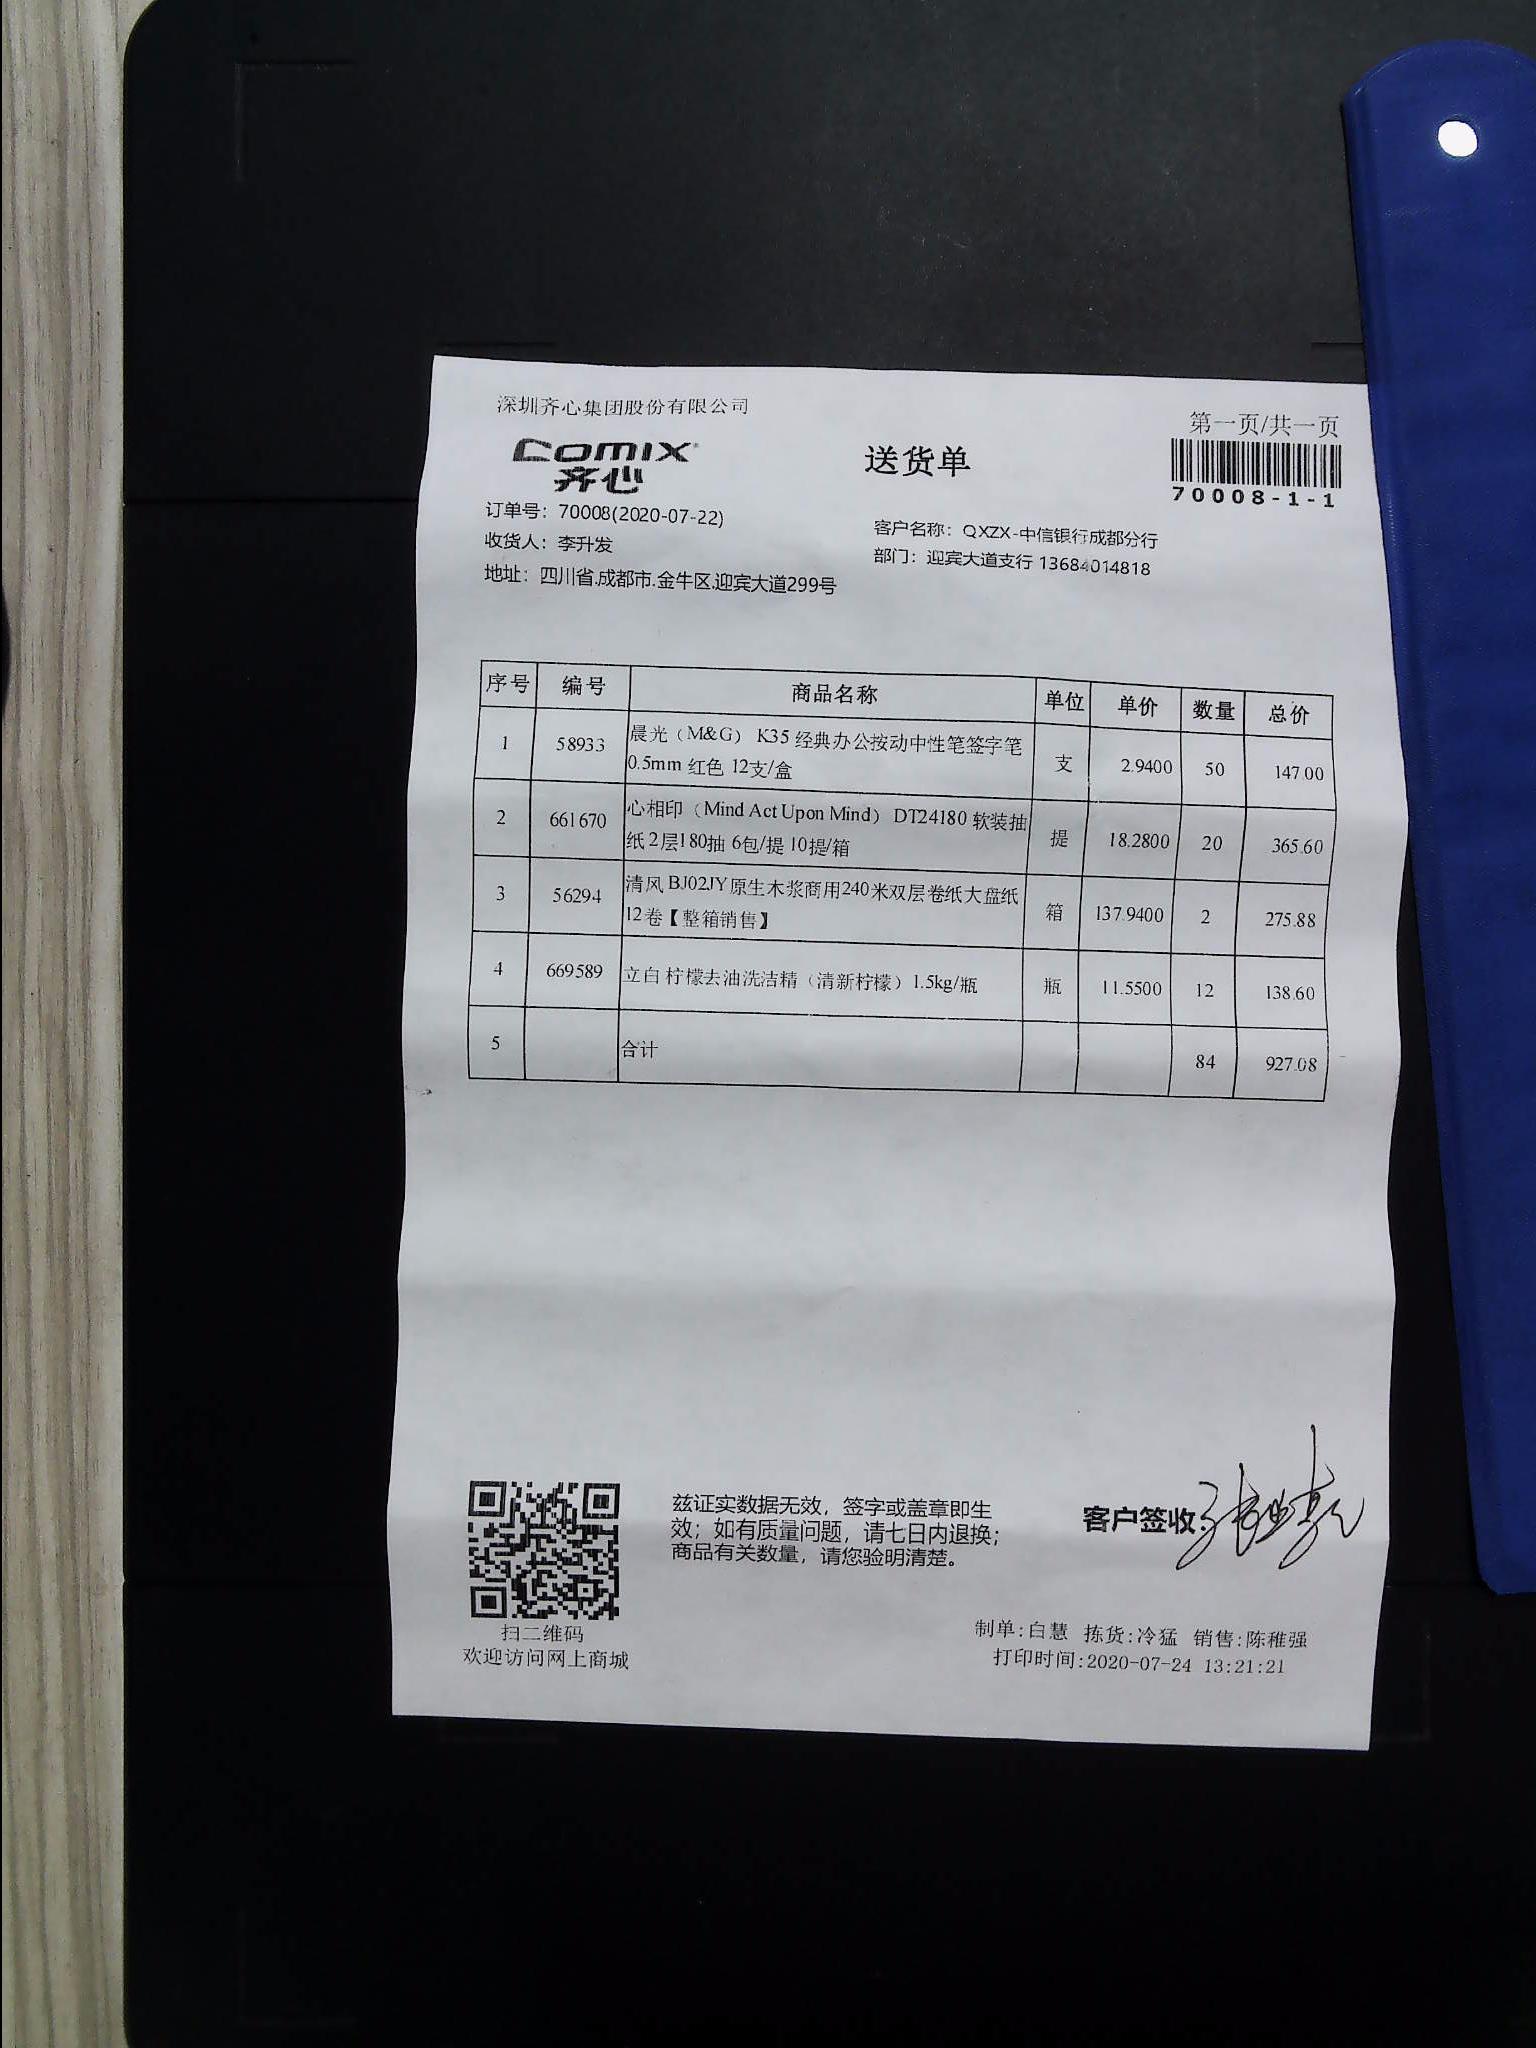 深圳齐心集团股份有限公司
第一页/共一页
COMIX
齐心
送货单
70008-1-1
订单号：70008(2020-07-22)
客户名称：QXZX-中信银行成都分行
收货人：李升发
部门：迎宾大道支行 13684014818
地址：四川省.成都市.金牛区.迎宾大道299号
序号 编号 商品名称 单位 单价 数量 总价
1 58933 晨光（M&G） K35 经典办公按动中性笔签字笔 支 2.9400 50 147.00
0.5mm 红色 12支/盒
2 661670 心相印（Mind Act Upon Mind） DT24180 软装抽 提 18.2800 20 365.60
纸 2层180抽 6包/提 10提/箱
3 56294 清风 BJ02JY原生木浆商用240米双层卷纸大盘纸 箱 137.9400 2 275.88
12卷【整箱销售】
4 669589 立白 柠檬去油洗洁精（清新柠檬）1.5kg/瓶 瓶 11.5500 12 138.60
5 合计 84 927.08
兹证实数据无效，签字或盖章即生
效；如有质量问题，请七日内退换；
商品有关数量，请您验明清楚。
客户签收:
扫二维码
欢迎访问网上商城
制单:白慧 拣货:冷猛 销售:陈稚强
打印时间:2020-07-24 13:21:21